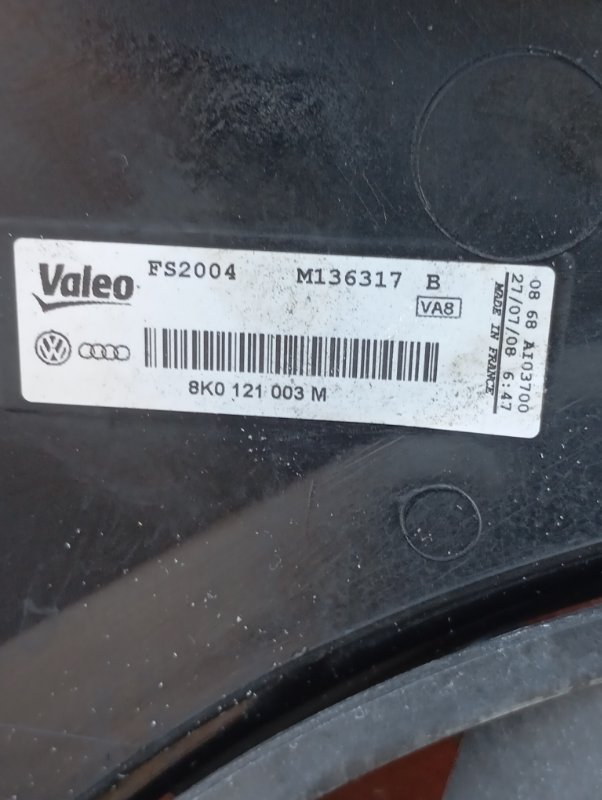 Valeo FS2004 M136317 B
VA8
8K0 121 003 M
08 68 AI03700
27/07/08 6:47
MADE IN FRANCE